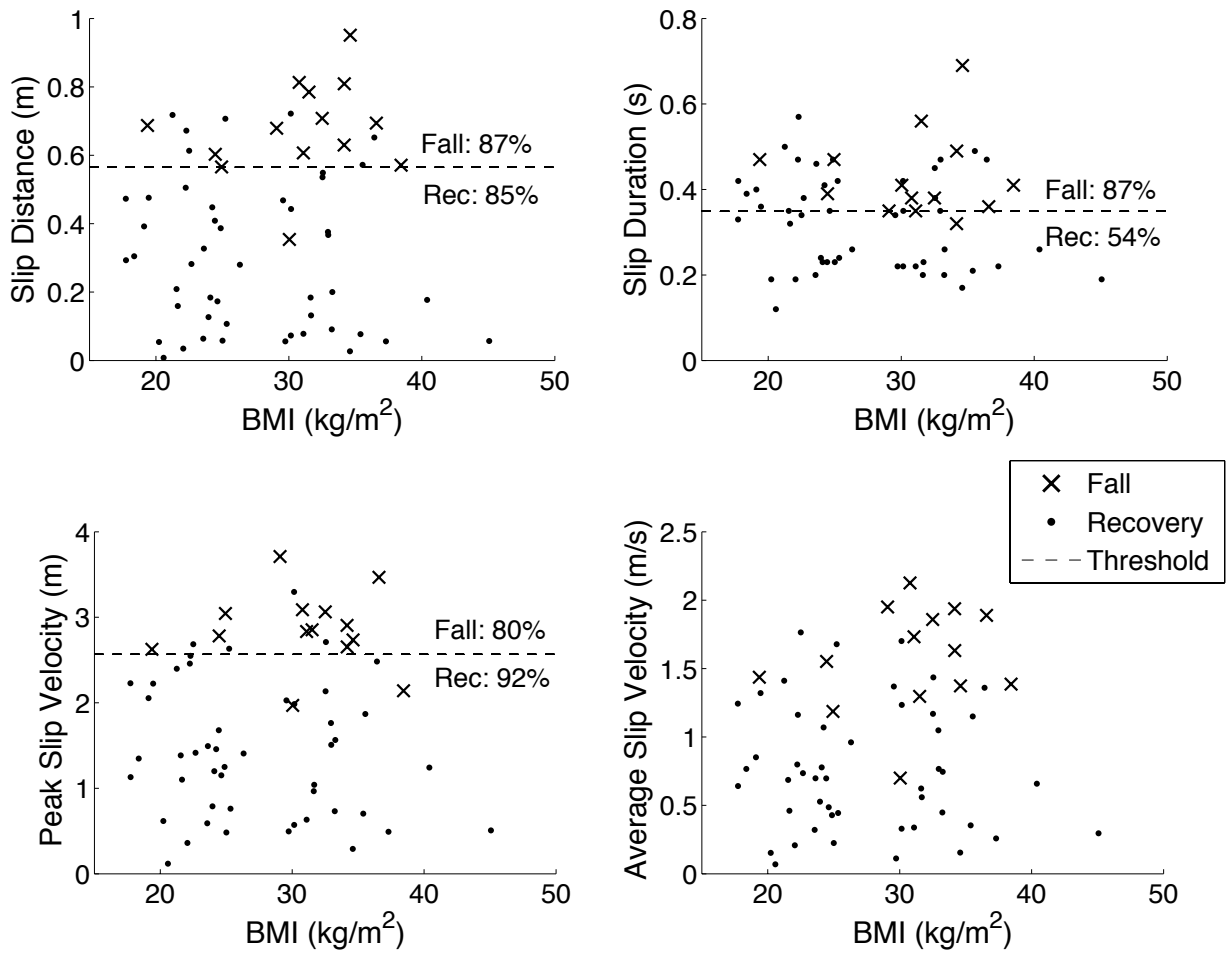 Slip Distance (m)
1
0.8
0.6
0.4
0.2
0
Fall: 87%
Rec: 85%
20 30 40 50
BMI (kg/m²)
Slip Duration (s)
0.8
0.6
0.4
0.2
0
Fall: 87%
Rec: 54%
20 30 40 50
BMI (kg/m²)
Peak Slip Velocity (m)
4
3
2
1
0
Fall: 80%
Rec: 92%
20 30 40 50
BMI (kg/m²)
Average Slip Velocity (m/s)
2.5
2
1.5
1
0.5
0
20 30 40 50
BMI (kg/m²)
Fall
Recovery
Threshold